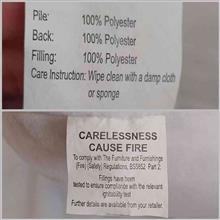 Pile: 100% Polyester
Back: 100% Polyester
Filling: 100% Polyester
Care Instruction: Wipe clean with a damp cloth
or sponge
CARELESSNESS
CAUSE FIRE
To comply with The Furniture and Furnishings
(Fire) (Safety) Regulations, BS5852: Part 2:
Fillings have been
tested to ensure compliance with the relevant
ignitability test
Further details are available from your retailer.